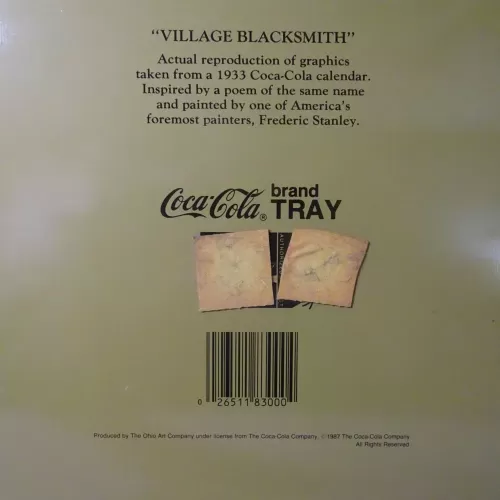 "VILLAGE BLACKSMITH"
Actual reproduction of graphics
taken from a 1933 Coca-Cola calendar.
Inspired by a poem of the same name
and painted by one of America's
foremost painters, Frederic Stanley.
Coca-Cola® brand TRAY
0 26511 83000
Produced by The Ohio Art Company under license from The Coca-Cola Company, ©1987 The Coca-Cola Company
All Rights Reserved